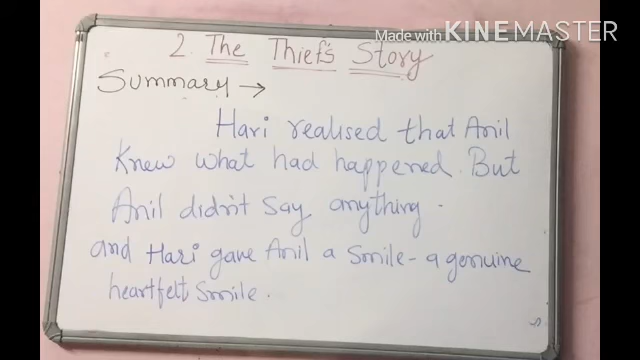 Made with KINEMASTER
2. The Thief's Story
Summary →
Hari realised that Anil
Knew what had happened. But
Anil didn't say anything.
and Hari gave Anil a Smile - a genuine
heartfelt Smile.